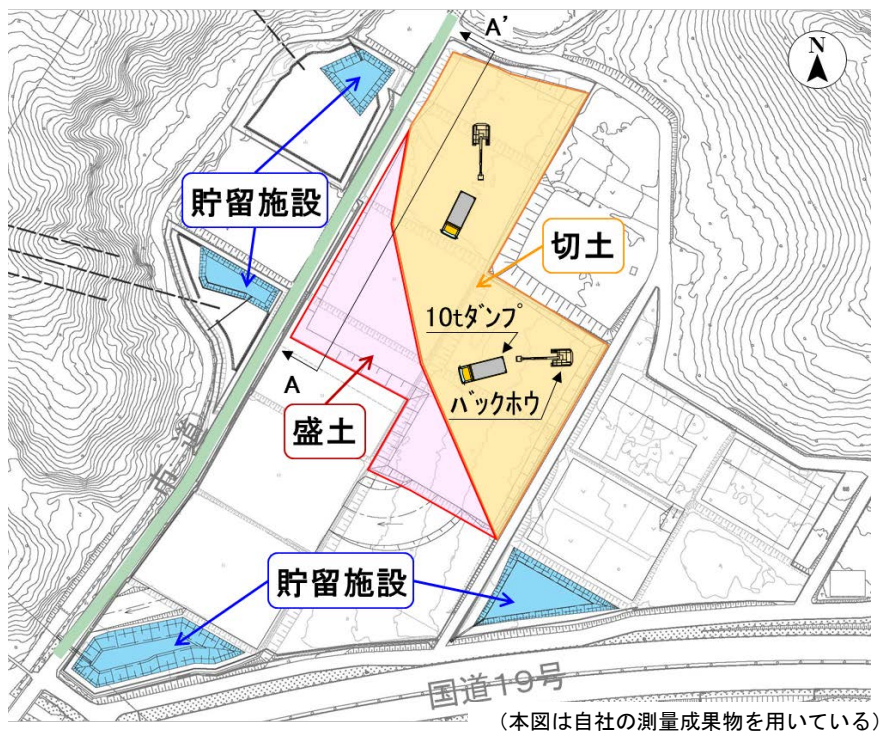 A'
N
貯留施設
切土
10tダンプ
バックホウ
A
盛土
市道
貯留施設
国道19号
(本図は自社の測量成果物を用いている)